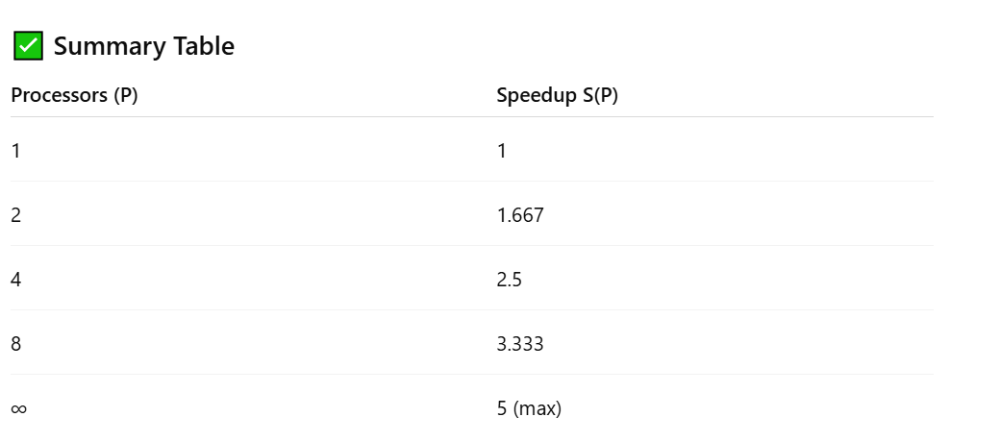 ✅ Summary Table
Processors (P) Speedup S(P)
1 1
2 1.667
4 2.5
8 3.333
∞ 5 (max)